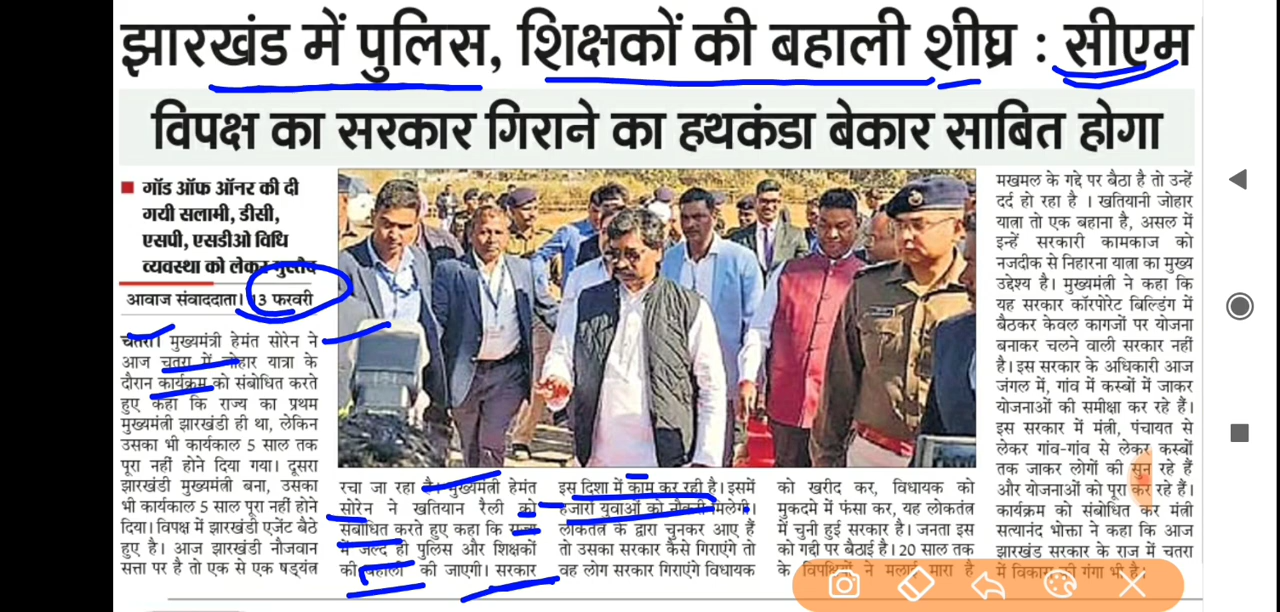 झारखंड में पुलिस, शिक्षकों की बहाली शीघ्र : सीएम
विपक्ष का सरकार गिराने का हथकंडा बेकार साबित होगा
गॉड ऑफ ऑनर की दी
गयी सलामी, डीसी,
एसपी, एसडीओ विधि
व्यवस्था को लेकर मुस्तैद
आवाज संवाददाता। 13 फरवरी
चतरा। मुख्यमंत्री हेमंत सोरेन ने
आज चतरा में जोहार यात्रा के
दौरान कार्यक्रम को संबोधित करते
हुए कहा कि राज्य का प्रथम
मुख्यमंत्री झारखंडी ही था, लेकिन
उसका भी कार्यकाल 5 साल तक
पूरा नहीं होने दिया गया। दूसरा
झारखंडी मुख्यमंत्री बना, उसका
भी कार्यकाल 5 साल पूरा नहीं होने
दिया। विपक्ष में झारखंडी एजेंट बैठे
हुए है। आज झारखंडी नौजवान
सत्ता पर है तो एक से एक षड्यंत्र
रचा जा रहा है। मुख्यमंत्री हेमंत
सोरेन ने खतियान रैली को
संबोधित करते हुए कहा कि राज्य
में जल्द ही पुलिस और शिक्षकों
की बहाली की जाएगी। सरकार
इस दिशा में काम कर रही है। इसमें
हजारों युवाओं को नौकरी मिलेगी।
लोकतंत्र के द्वारा चुनकर आए हैं
तो उसका सरकार कैसे गिराएंगे तो
वह लोग सरकार गिराएंगे विधायक
को खरीद कर, विधायक को
मुकदमे में फंसा कर, यह लोकतंत्र
में चुनी हुई सरकार है। जनता इस
को गद्दी पर बैठाई है। 20 साल तक
के विपक्षियों ने मलाई मारा है
मखमल के गद्दे पर बैठा है तो उन्हें
दर्द हो रहा है । खतियानी जोहार
यात्रा तो एक बहाना है, असल में
इन्हें सरकारी कामकाज को
नजदीक से निहारना यात्रा का मुख्य
उद्देश्य है। मुख्यमंत्री ने कहा कि
यह सरकार कॉरपोरेट बिल्डिंग में
बैठकर केवल कागजों पर योजना
बनाकर चलने वाली सरकार नहीं
है। इस सरकार के अधिकारी आज
जंगल में, गांव में कस्बों में जाकर
योजनाओं की समीक्षा कर रहे हैं।
इस सरकार में मंत्री, पंचायत से
लेकर गांव-गांव से लेकर कस्बों
तक जाकर लोगों की सुन रहे हैं
और योजनाओं को पूरा कर रहे हैं।
कार्यक्रम को संबोधित कर मंत्री
सत्यानंद भोक्ता ने कहा कि आज
झारखंड सरकार के राज में चतरा
में विकास की गंगा भी है।